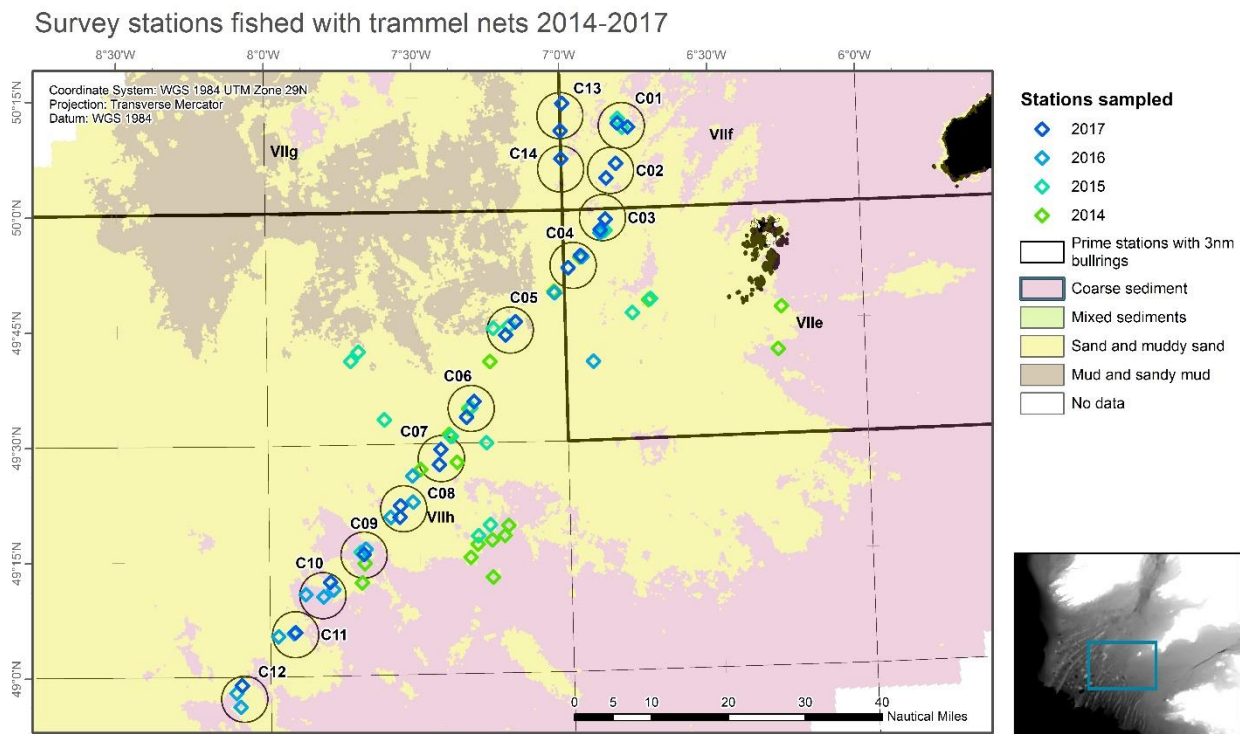 Survey stations fished with trammel nets 2014-2017
8°30'W
8°0'W
7°30'W
7°0'W
6°30'W
6°0'W
Coordinate System: WGS 1984 UTM Zone 29N
Projection: Transverse Mercator
Datum: WGS 1984
50°15'N
50°0'N
49°45'N
49°30'N
49°15'N
49°0'N
C13
C01
VIIg
VIIf
C14
C02
C03
C04
C05
VIIe
C06
C07
C08
VIIh
C09
C10
C11
C12
0 5 10 20 30 40
Nautical Miles
Stations sampled
2017
2016
2015
2014
Prime stations with 3nm
bullrings
Coarse sediment
Mixed sediments
Sand and muddy sand
Mud and sandy mud
No data